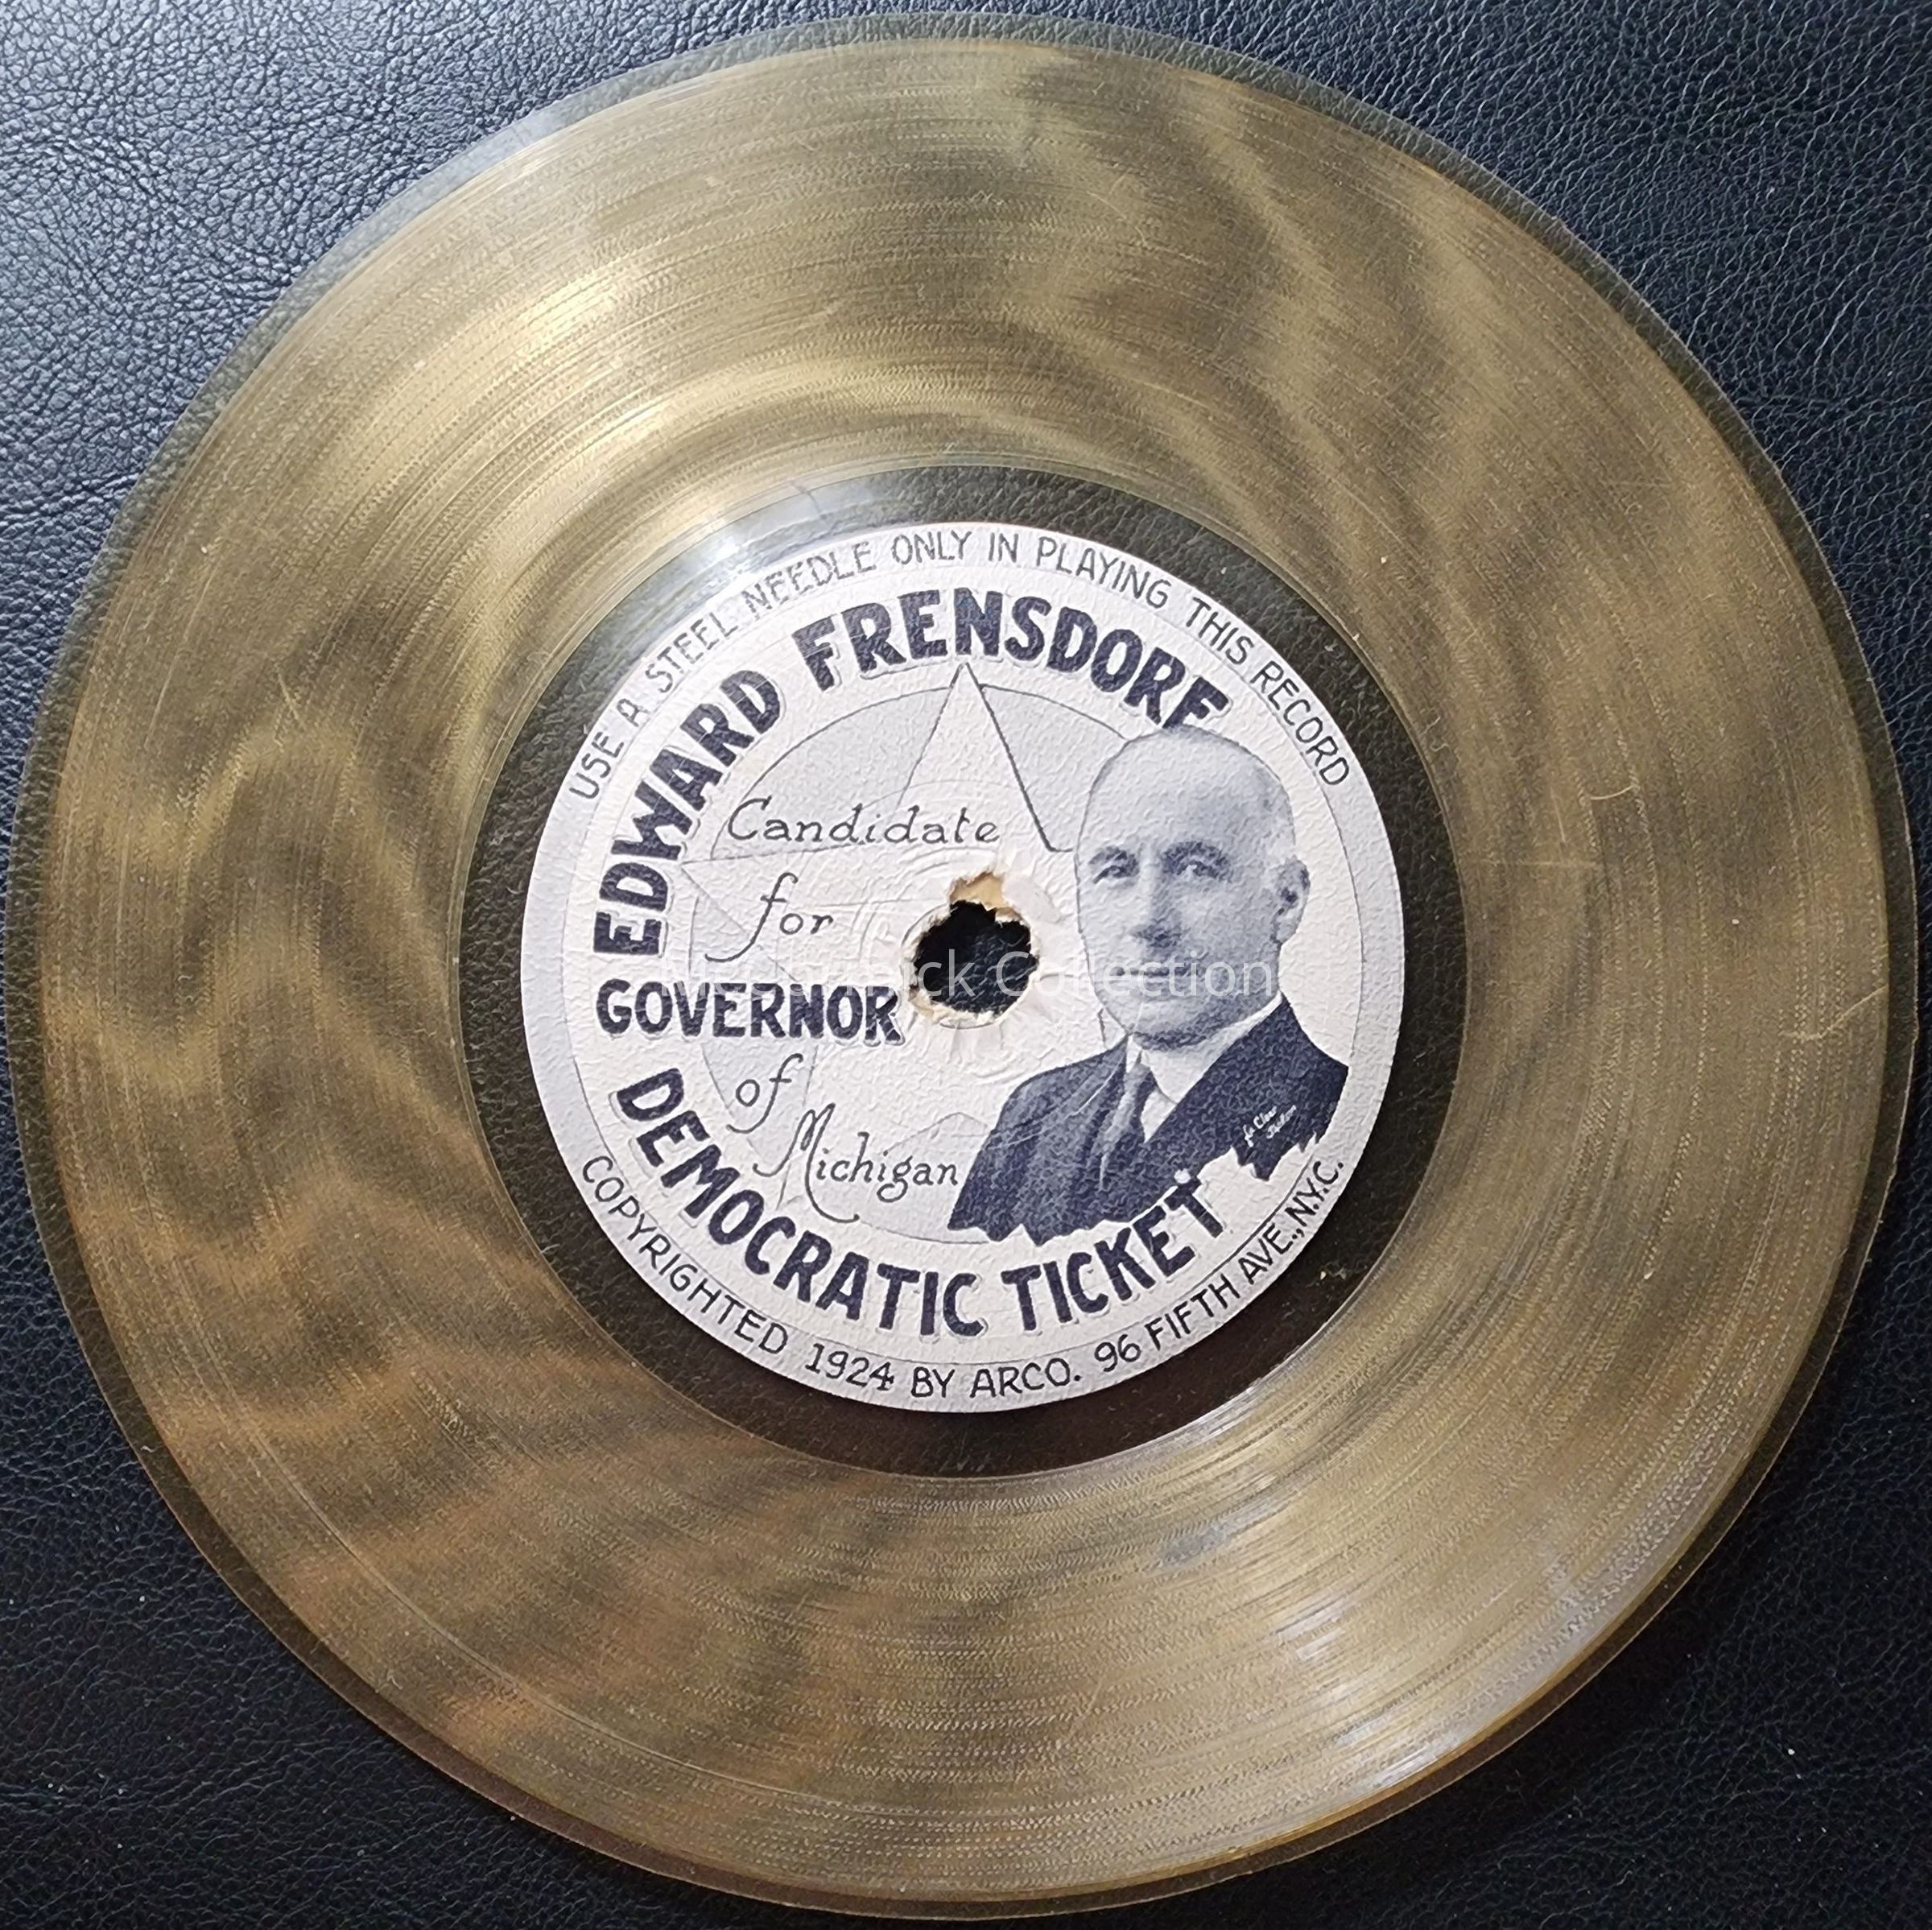 USE A STEEL NEEDLE ONLY IN PLAYING THIS RECORD
EDWARD FRENSDORF
Candidate
for
GOVERNOR
of
Michigan
DEMOCRATIC TICKET
COPYRIGHTED 1924 BY ARCO. 96 FIFTH AVE., N.Y.C.
Collection